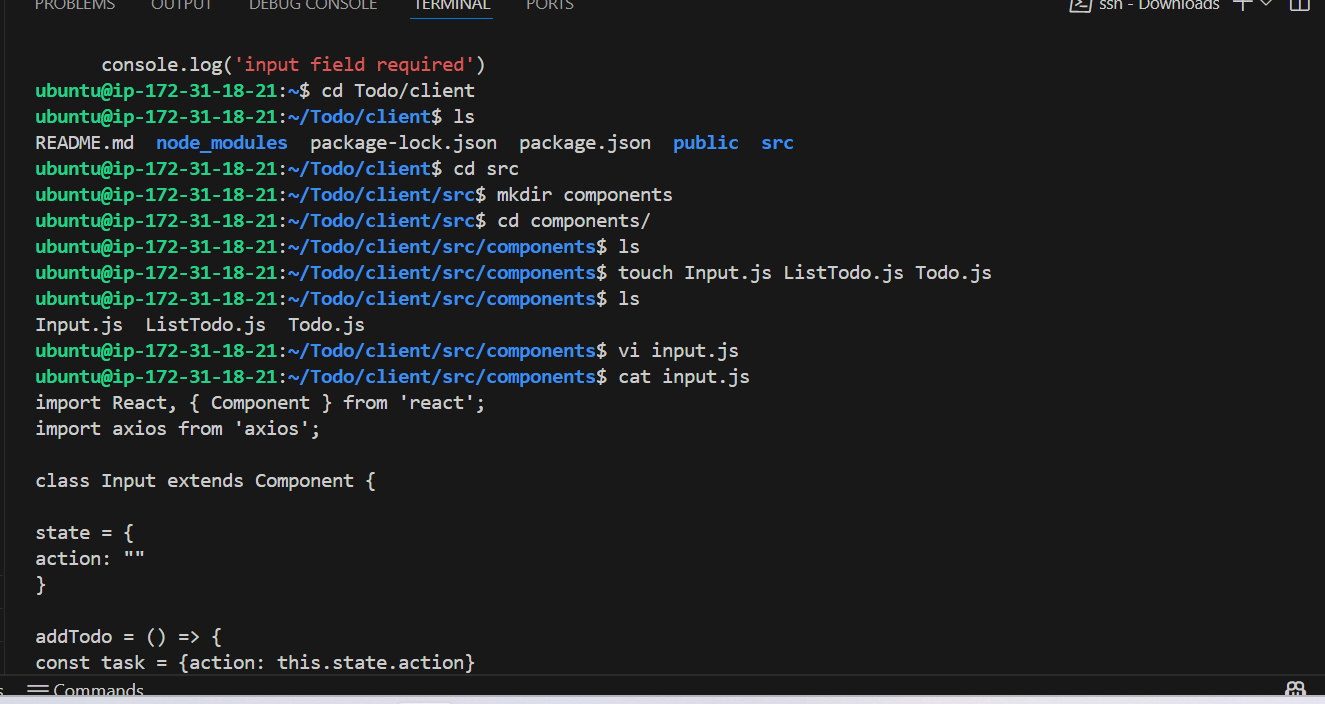 PROBLEMS OUTPUT DEBUG CONSOLE TERMINAL PORTS ssh - Downloads
console.log('input field required')
ubuntu@ip-172-31-18-21:~$ cd Todo/client
ubuntu@ip-172-31-18-21:~/Todo/client$ ls
README.md node_modules package-lock.json package.json public src
ubuntu@ip-172-31-18-21:~/Todo/client$ cd src
ubuntu@ip-172-31-18-21:~/Todo/client/src$ mkdir components
ubuntu@ip-172-31-18-21:~/Todo/client/src$ cd components/
ubuntu@ip-172-31-18-21:~/Todo/client/src/components$ ls
ubuntu@ip-172-31-18-21:~/Todo/client/src/components$ touch Input.js ListTodo.js Todo.js
ubuntu@ip-172-31-18-21:~/Todo/client/src/components$ ls
Input.js ListTodo.js Todo.js
ubuntu@ip-172-31-18-21:~/Todo/client/src/components$ vi input.js
ubuntu@ip-172-31-18-21:~/Todo/client/src/components$ cat input.js
import React, { Component } from 'react';
import axios from 'axios';
class Input extends Component {
state = {
action: ""
}
addTodo = () => {
const task = {action: this.state.action}
Commands